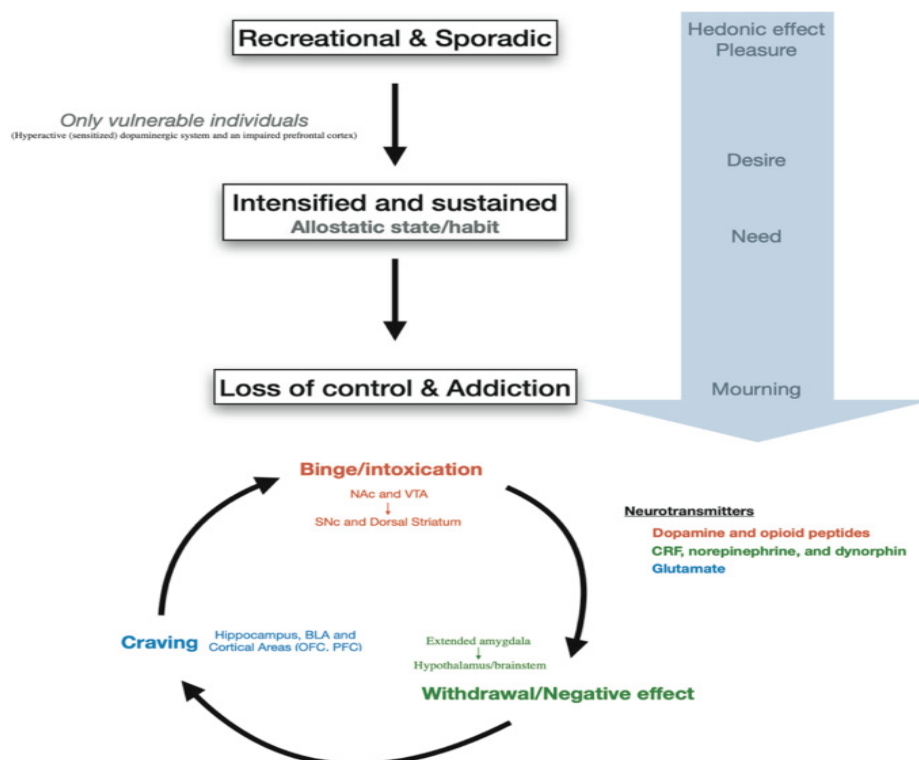 Recreational & Sporadic
Hedonic effect
Pleasure
Only vulnerable individuals
(Hyperactive (sensitized) dopaminergic system and an impaired prefrontal cortex)
Desire
Intensified and sustained
Allostatic state/habit
Need
Loss of control & Addiction
Mourning
Binge/intoxication
NAc and VTA
SNc and Dorsal Striatum
Neurotransmitters
Dopamine and opioid peptides
CRF, norepinephrine, and dynorphin
Glutamate
Craving
Hippocampus, BLA and
Cortical Areas (OFC, PFC)
Extended amygdala
Hypothalamus/brainstem
Withdrawal/Negative effect